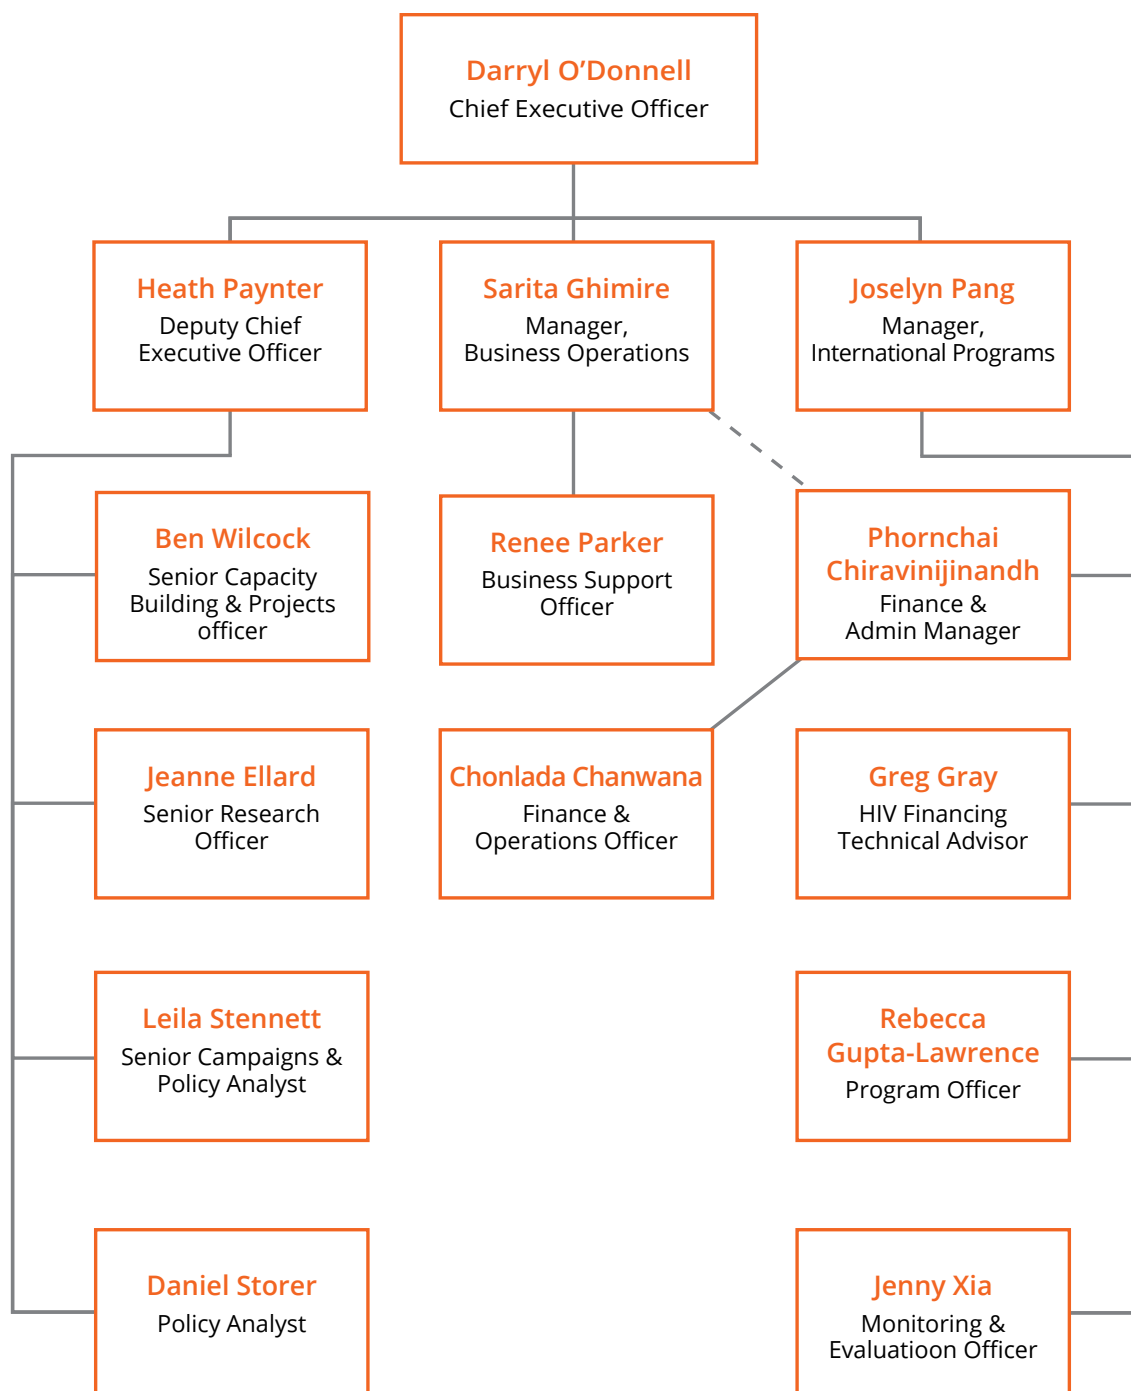 Darryl O’Donnell
Chief Executive Officer
Heath Paynter
Deputy Chief
Executive Officer
Sarita Ghimire
Manager,
Business Operations
Joselyn Pang
Manager,
International Programs
Ben Wilcock
Senior Capacity
Building & Projects
officer
Renee Parker
Business Support
Officer
Phornchai
Chiravinijinandh
Finance &
Admin Manager
Jeanne Ellard
Senior Research
Officer
Chonlada Chanwana
Finance &
Operations Officer
Greg Gray
HIV Financing
Technical Advisor
Leila Stennett
Senior Campaigns &
Policy Analyst
Rebecca
Gupta-Lawrence
Program Officer
Daniel Storer
Policy Analyst
Jenny Xia
Monitoring &
Evaluatioon Officer